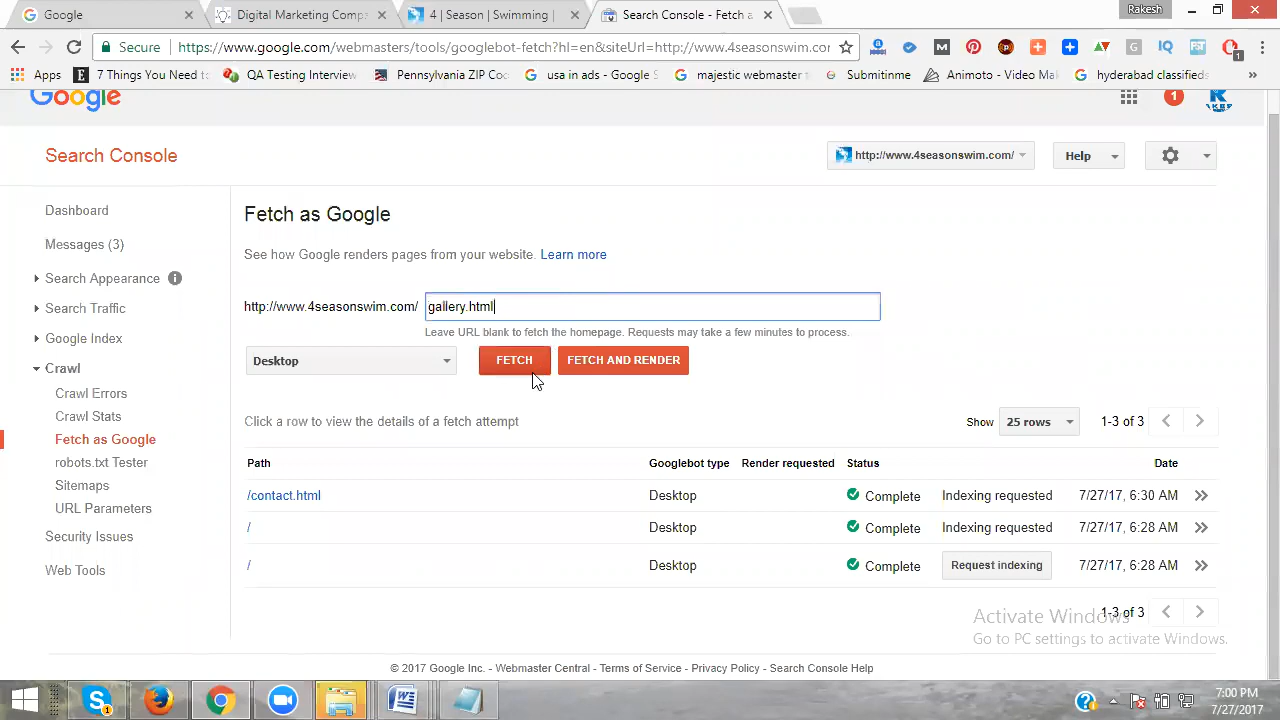 Google
Digital Marketing Comp
4 | Season | Swimming
Search Console - Fetch a
Rakesh
Secure
https://www.google.com/webmasters/tools/googlebot-fetch?hl=en&siteUrl=http://www.4seasonswim.co
Apps
7 Things You Need t
QA Testing Interview
Pennsylvania ZIP Co
usa in ads - Google S
majestic webmaster
Submitinme
Animoto - Video Ma
hyderabad classifieds
»
Google
1
Search Console
http://www.4seasonswim.com/
Help
Dashboard
Messages (3)
Search Appearance
Search Traffic
Google Index
Crawl
Crawl Errors
Crawl Stats
Fetch as Google
robots.txt Tester
Sitemaps
URL Parameters
Security Issues
Web Tools
Fetch as Google
See how Google renders pages from your website. Learn more
http://www.4seasonswim.com/ gallery.html
Leave URL blank to fetch the homepage. Requests may take a few minutes to process.
Desktop FETCH FETCH AND RENDER
Click a row to view the details of a fetch attempt
Show 25 rows 1-3 of 3
Path Googlebot type Render requested Status Date
/contact.html Desktop Complete Indexing requested 7/27/17, 6:30 AM
/ Desktop Complete Indexing requested 7/27/17, 6:28 AM
/ Desktop Complete Request indexing 7/27/17, 6:28 AM
1-3 of 3
Activate Windows
Go to PC settings to activate Windows.
© 2017 Google Inc. - Webmaster Central - Terms of Service - Privacy Policy - Search Console Help
7:00 PM
7/27/2017